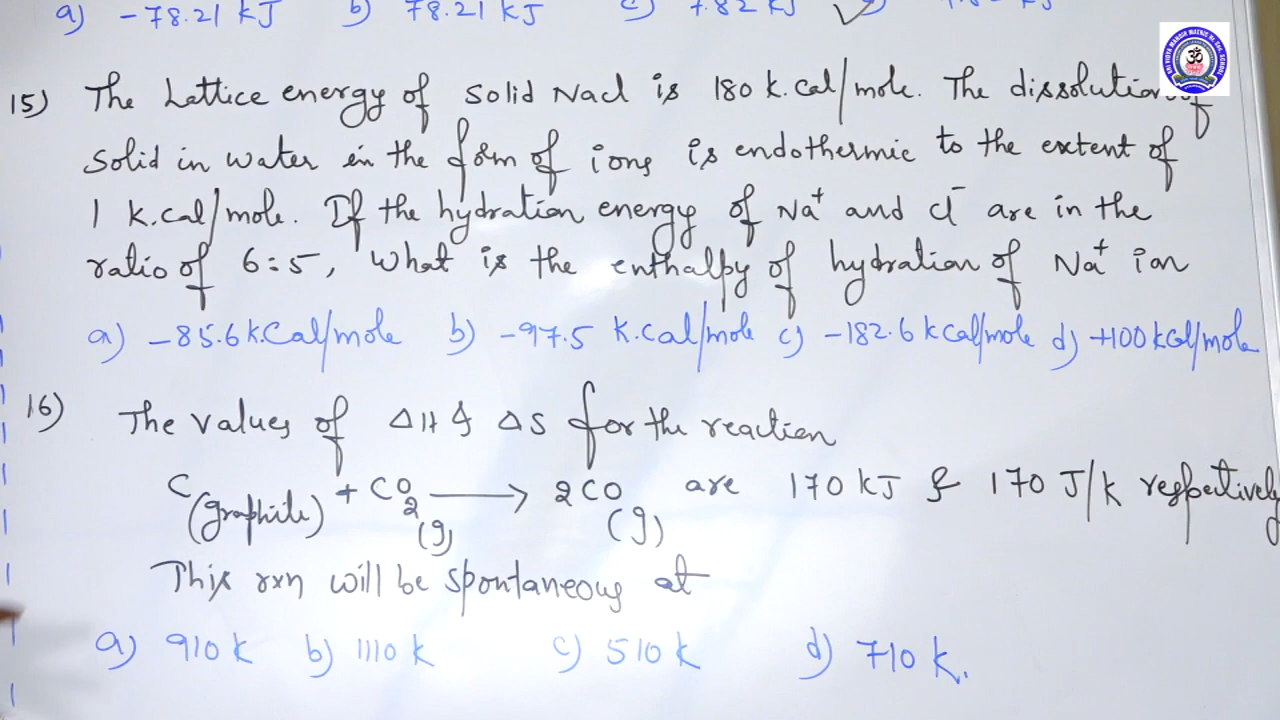 a) -78.21 kJ b) 78.21 kJ c) 7.82 kJ
15) The Lattice energy of solid Nacl is 180 k.cal/mole. The dissolution of
Solid in water in the form of ions is endothermic to the extent of
1 k.cal/mole. If the hydration energy of Na⁺ and cl⁻ are in the
ratio of 6:5, what is the enthalpy of hydration of Na⁺ ion
a) -85.6 k.Cal/mole b) -97.5 k.cal/mole c) -182.6 kcal/mole d) +100 kcal/mole
16) The values of ΔH & ΔS for the reaction
C(graphite) + CO₂(g) ⟶ 2CO(g) are 170 kJ & 170 J/k respectively
This rxn will be spontaneous at
a) 910 k b) 1110 k c) 510 k d) 710 k.